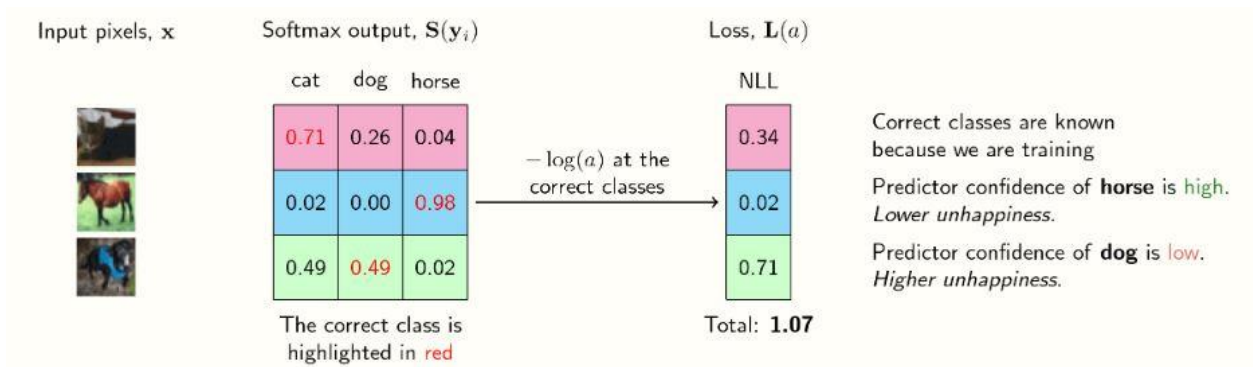 Input pixels, x
Softmax output, S(y_i)
Loss, L(a)
cat dog horse
NLL
0.71 0.26 0.04
0.34
Correct classes are known
because we are training
− log(a) at the
correct classes
0.02 0.00 0.98
0.02
Predictor confidence of horse is high.
Lower unhappiness.
0.49 0.49 0.02
0.71
Predictor confidence of dog is low.
Higher unhappiness.
The correct class is
highlighted in red
Total: 1.07